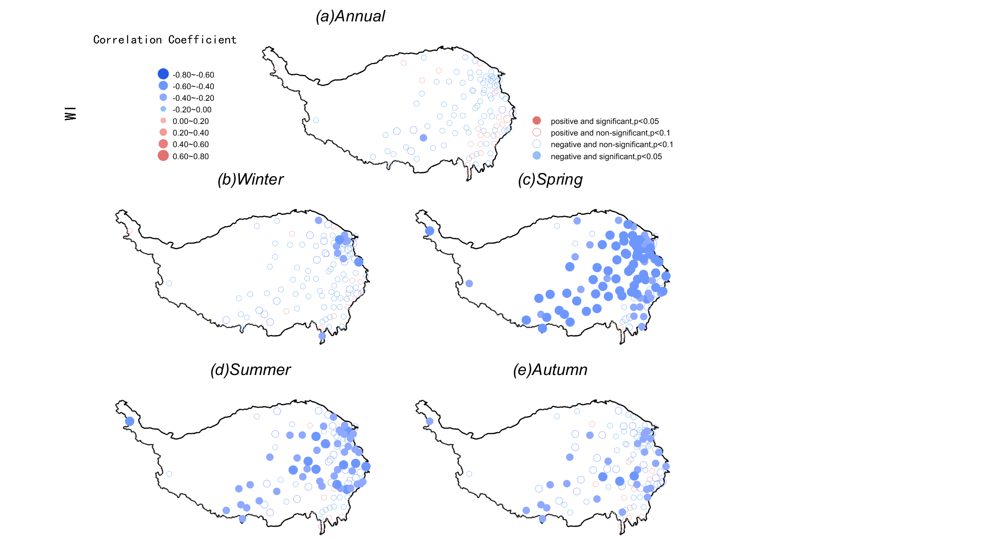 (a)Annual
Correlation Coefficient
-0.80~-0.60
-0.60~-0.40
-0.40~-0.20
-0.20~0.00
0.00~0.20
0.20~0.40
0.40~0.60
0.60~0.80
WI
positive and significant,p<0.05
positive and non-significant,p<0.1
negative and non-significant,p<0.1
negative and significant,p<0.05
(b)Winter
(c)Spring
(d)Summer
(e)Autumn